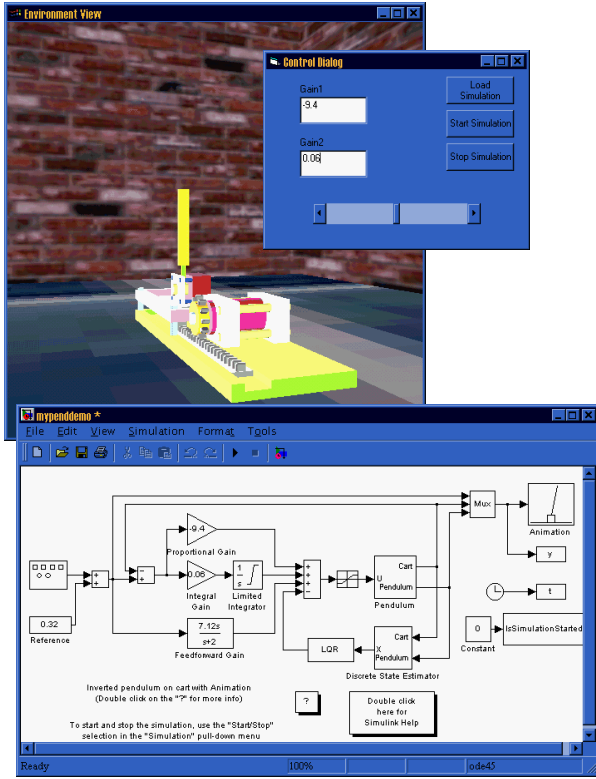 Environment View
Control Dialog
Gain1
-9.4
Load
Simulation
Start Simulation
Gain2
0.06
Stop Simulation
mypenddemo *
File Edit View Simulation Format Tools
Mux
Animation
-9.4
Proportional Gain
y
0.06
Integral
Gain
1
s
Limited
Integrator
Cart
U
Pendulum
Pendulum
t
0.32
Reference
7.12s
s+2
Feedforward Gain
LQR
Cart
X
Pendulum
Discrete State Estimator
0
Constant
IsSimulationStarted
Inverted pendulum on cart with Animation
(Double click on the "?" for more info)
?
Double click
here for
Simulink Help
To start and stop the simulation, use the "Start/Stop"
selection in the "Simulation" pull-down menu
Ready 100% ode45